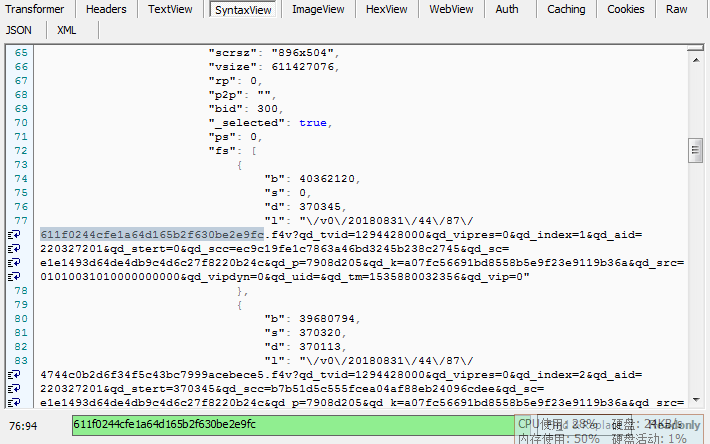 Transformer Headers TextView SyntaxView ImageView HexView WebView Auth Caching Cookies Raw
JSON XML
65 "scrsz": "896x504",
66 "vsize": 611427076,
67 "rp": 0,
68 "p2p": "",
69 "bid": 300,
70 "_selected": true,
71 "ps": 0,
72 "fs": [
73 {
74 "b": 40362120,
75 "s": 0,
76 "d": 370345,
77 "l": "\/v0\/20180831\/44\/87\/
611f0244cfe1a64d165b2f630be2e9fc.f4v?qd_tvid=1294428000&qd_vipres=0&qd_index=1&qd_aid=
220327201&qd_stert=0&qd_scc=ec9c19fe1c7863a46bd3245b238c2745&qd_sc=
e1e1493d64de4db9c4d6c27f8220b24c&qd_p=7908d205&qd_k=a07fc56691bd8558b5e9f23e9119b36a&qd_src=
01010031010000000000&qd_vipdyn=0&qd_uid=&qd_tm=1535880032356&qd_vip=0"
78 },
79 {
80 "b": 39680794,
81 "s": 370320,
82 "d": 370113,
83 "l": "\/v0\/20180831\/87\/
4744c0b2d6f34f5c43bc7999acebece5.f4v?qd_tvid=1294428000&qd_vipres=0&qd_index=2&qd_aid=
220327201&qd_stert=370345&qd_scc=b7b51d5c555fcea04af88eb24096cdee&qd_sc=
e1e1493d64de4db9c4d6c27f8220b24c&qd_p=7908d205&qd_k=a07fc56691bd8558b5e9f23e9119b36a&qd_src=
76:94 611f0244cfe1a64d165b2f630be2e9fc Readonly
CPU使用: 28% 硬盘: 24KB/s
内存使用: 50% 硬盘活动: 1%